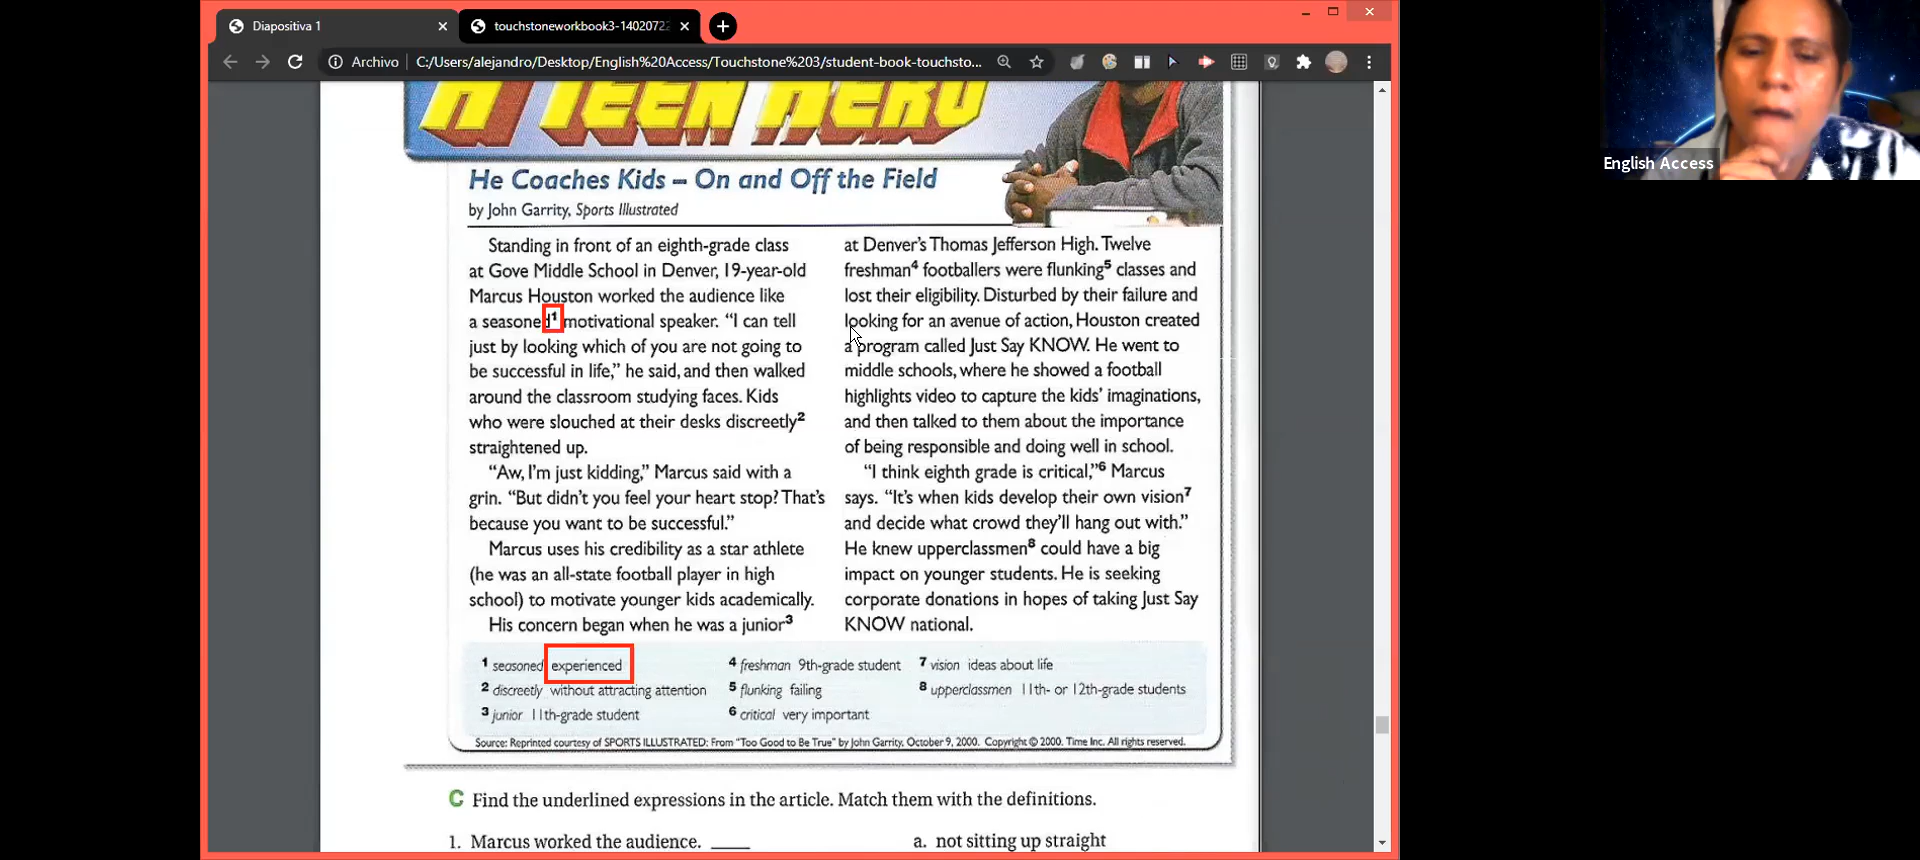 Diapositiva 1
touchstoneworkbook3-1402072
Archivo
C:/Users/alejandro/Desktop/English%20Access/Touchstone%203/student-book-touchsto...
English Access
A TEEN HERO
He Coaches Kids – On and Off the Field
by John Garrity, Sports Illustrated
Standing in front of an eighth-grade class
at Gove Middle School in Denver, 19-year-old
Marcus Houston worked the audience like
a seasoned¹ motivational speaker. “I can tell
just by looking which of you are not going to
be successful in life,” he said, and then walked
around the classroom studying faces. Kids
who were slouched at their desks discreetly²
straightened up.
“Aw, I’m just kidding,” Marcus said with a
grin. “But didn’t you feel your heart stop? That’s
because you want to be successful.”
Marcus uses his credibility as a star athlete
(he was an all-state football player in high
school) to motivate younger kids academically.
His concern began when he was a junior³
at Denver’s Thomas Jefferson High. Twelve
freshman⁴ footballers were flunking⁵ classes and
lost their eligibility. Disturbed by their failure and
looking for an avenue of action, Houston created
a program called Just Say KNOW. He went to
middle schools, where he showed a football
highlights video to capture the kids’ imaginations,
and then talked to them about the importance
of being responsible and doing well in school.
“I think eighth grade is critical,”⁶ Marcus
says. “It’s when kids develop their own vision⁷
and decide what crowd they’ll hang out with.”
He knew upperclassmen⁸ could have a big
impact on younger students. He is seeking
corporate donations in hopes of taking Just Say
KNOW national.
¹ seasoned experienced
² discreetly without attracting attention
³ junior 11th-grade student
⁴ freshman 9th-grade student
⁵ flunking failing
⁶ critical very important
⁷ vision ideas about life
⁸ upperclassmen 11th- or 12th-grade students
Source: Reprinted courtesy of SPORTS ILLUSTRATED: From “Too Good to Be True” by John Garrity, October 9, 2000. Copyright © 2000. Time Inc. All rights reserved.
C Find the underlined expressions in the article. Match them with the definitions.
1. Marcus worked the audience. ____
a. not sitting up straight